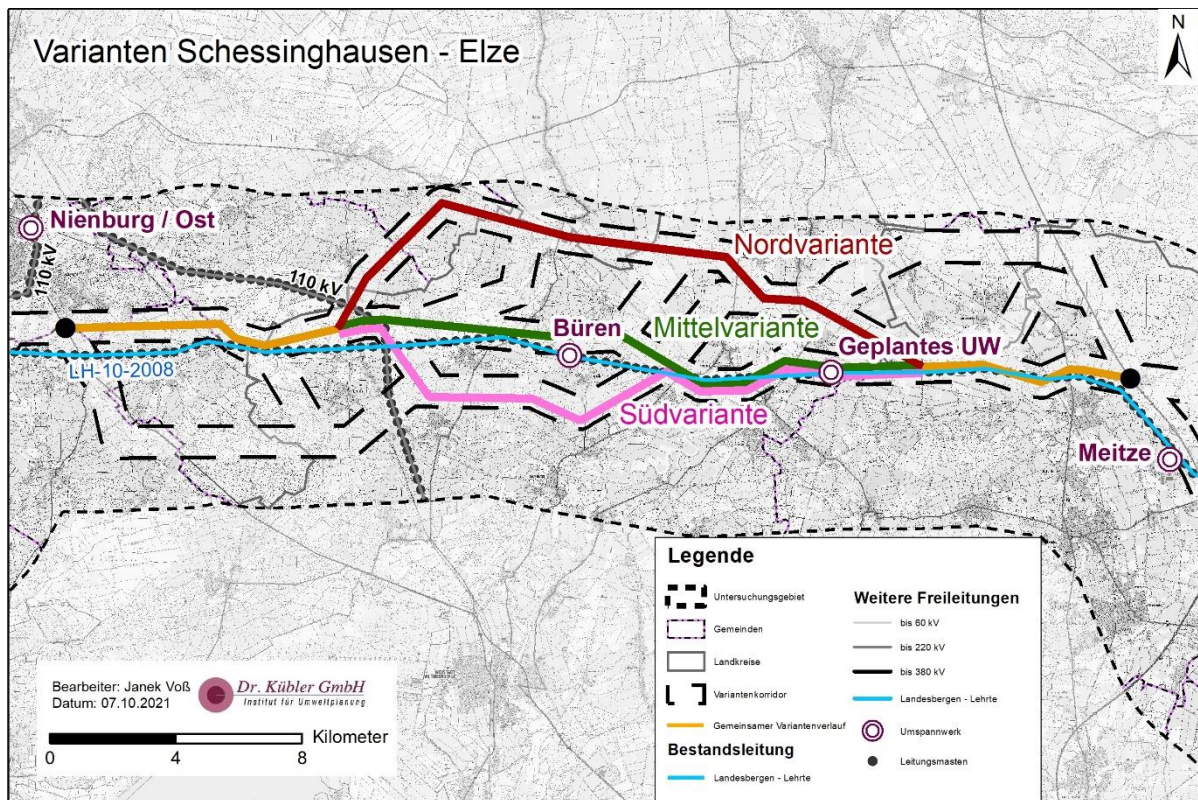 Varianten Schessinghausen - Elze
N
Nienburg / Ost
110 kV
110 kV
Nordvariante
Mittelvariante
Büren
Geplantes UW
LH-10-2008
Südvariante
Meitze
Legende
Untersuchungsgebiet
Gemeinden
Landkreise
Variantenkorridor
Gemeinsamer Variantenverlauf
Bestandsleitung
Landesbergen - Lehrte
Weitere Freileitungen
bis 60 kV
bis 220 kV
bis 380 kV
Landesbergen - Lehrte
Umspannwerk
Leitungsmasten
Bearbeiter: Janek Voß
Datum: 07.10.2021
Dr. Kübler GmbH
Institut für Umweltplanung
Kilometer
0 4 8